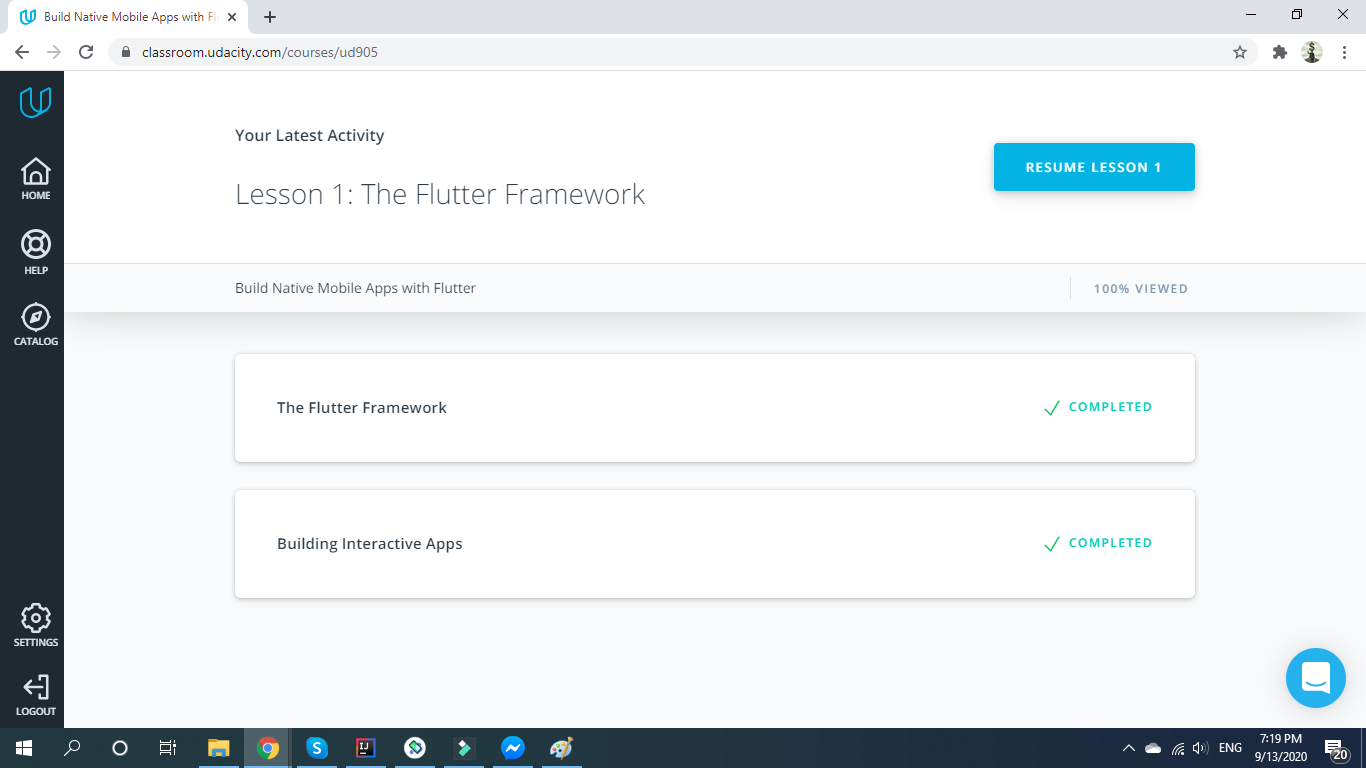 Build Native Mobile Apps with Fl
classroom.udacity.com/courses/ud905
HOME
HELP
CATALOG
SETTINGS
LOGOUT
Your Latest Activity
Lesson 1: The Flutter Framework
RESUME LESSON 1
Build Native Mobile Apps with Flutter
100% VIEWED
The Flutter Framework
COMPLETED
Building Interactive Apps
COMPLETED
ENG
7:19 PM
9/13/2020
20